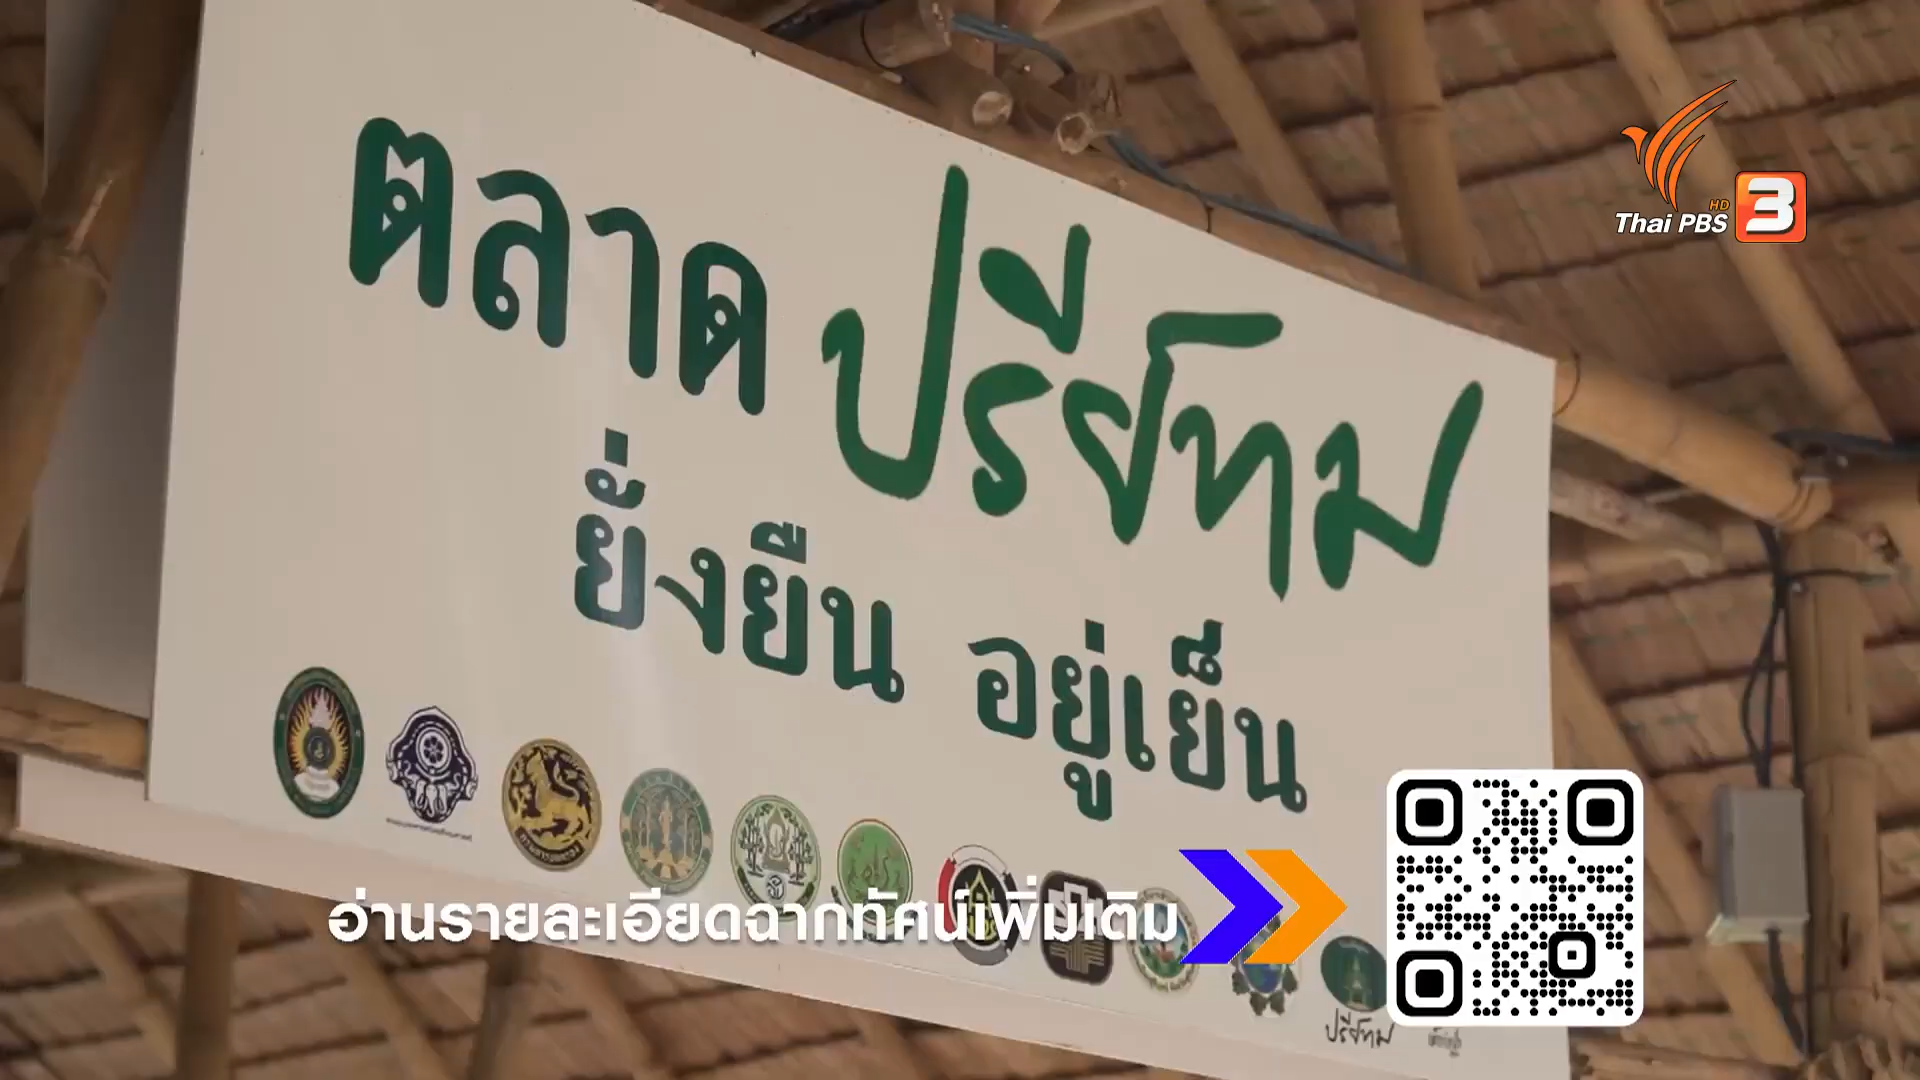 ตลาด ปรีย์ทม
ยั่งยืน อยู่เย็น
HD
Thai PBS 3
อ่านรายละเอียดฉากทัศน์เพิ่มเติม
ปรีย์ทม